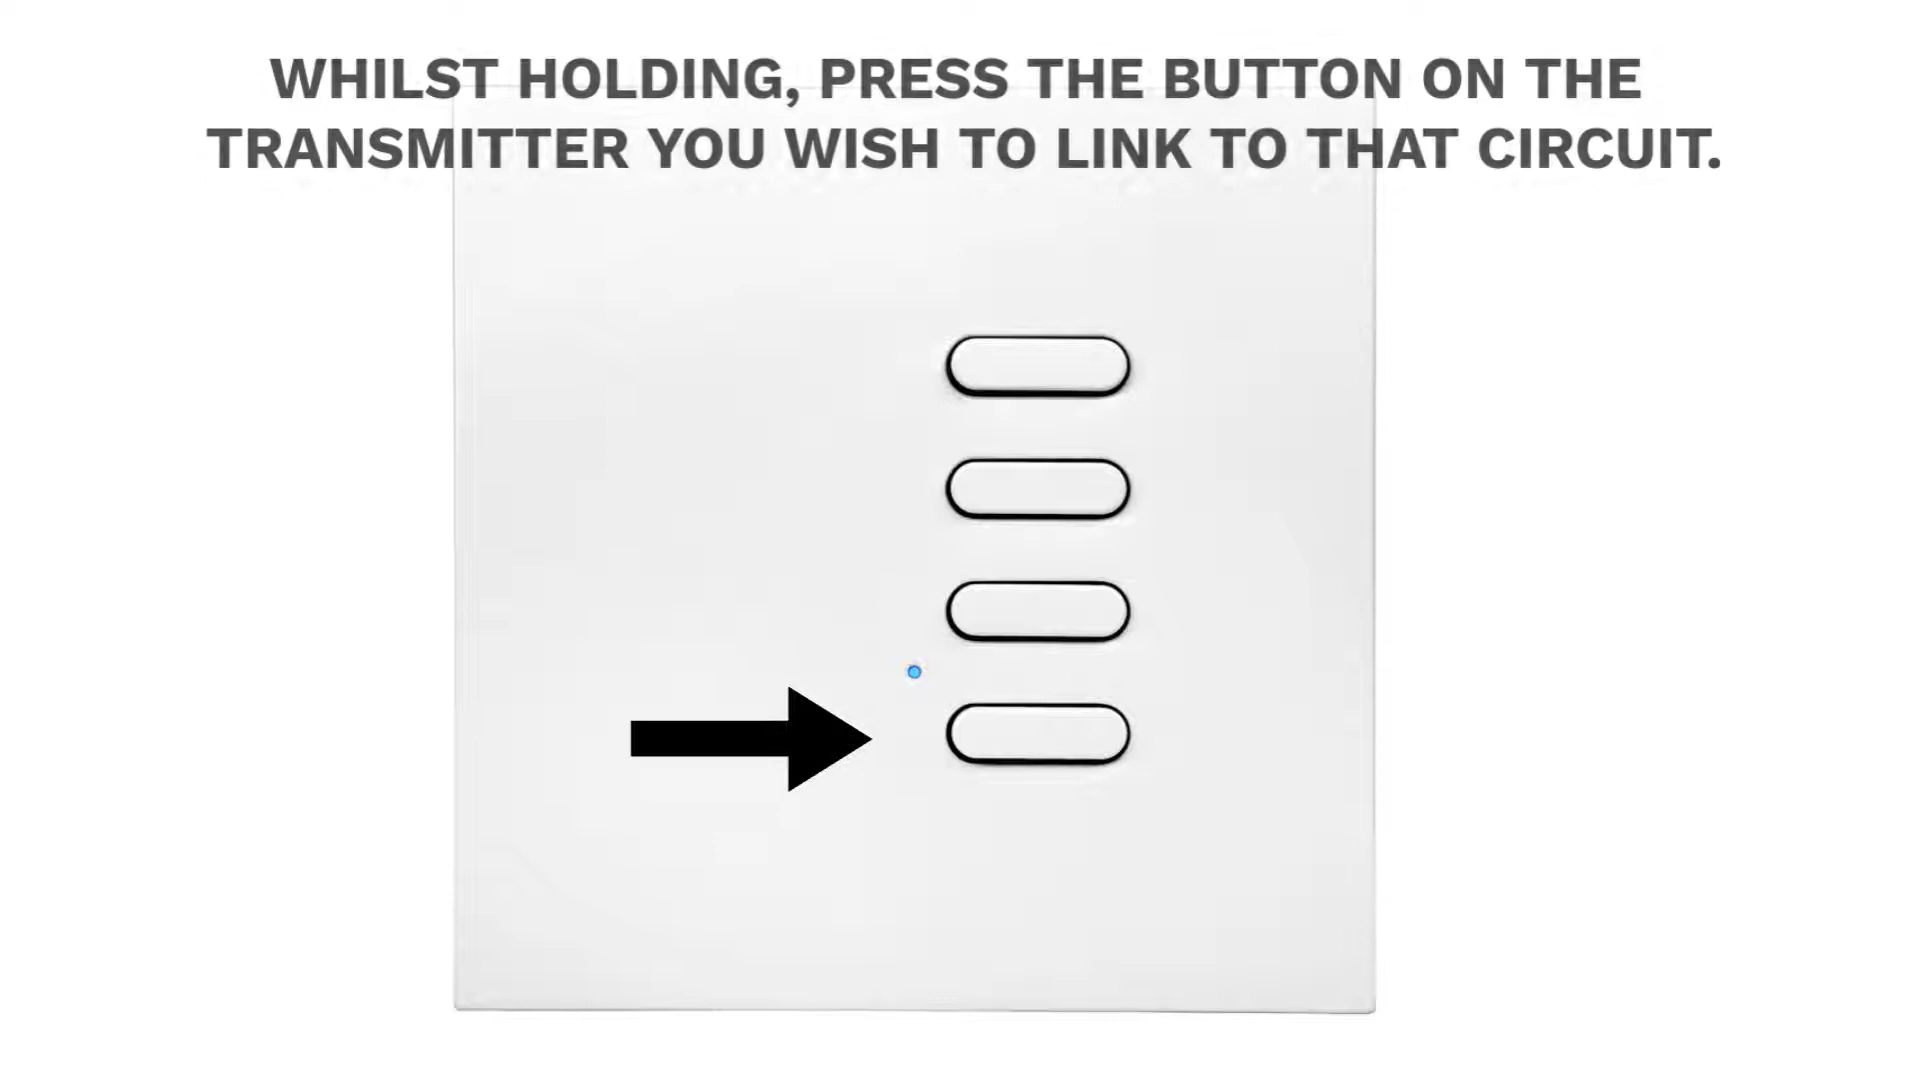 WHILST HOLDING, PRESS THE BUTTON ON THE
TRANSMITTER YOU WISH TO LINK TO THAT CIRCUIT.